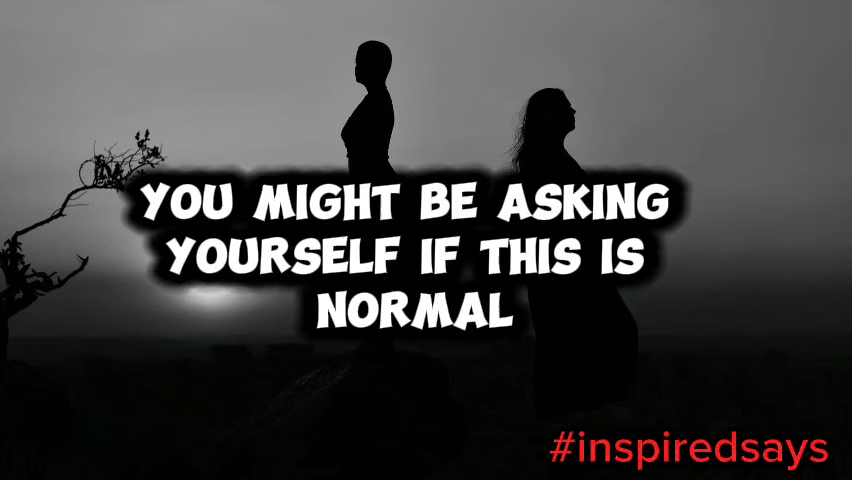 YOU MIGHT BE ASKING
YOURSELF IF THIS IS
NORMAL
#inspiredsays